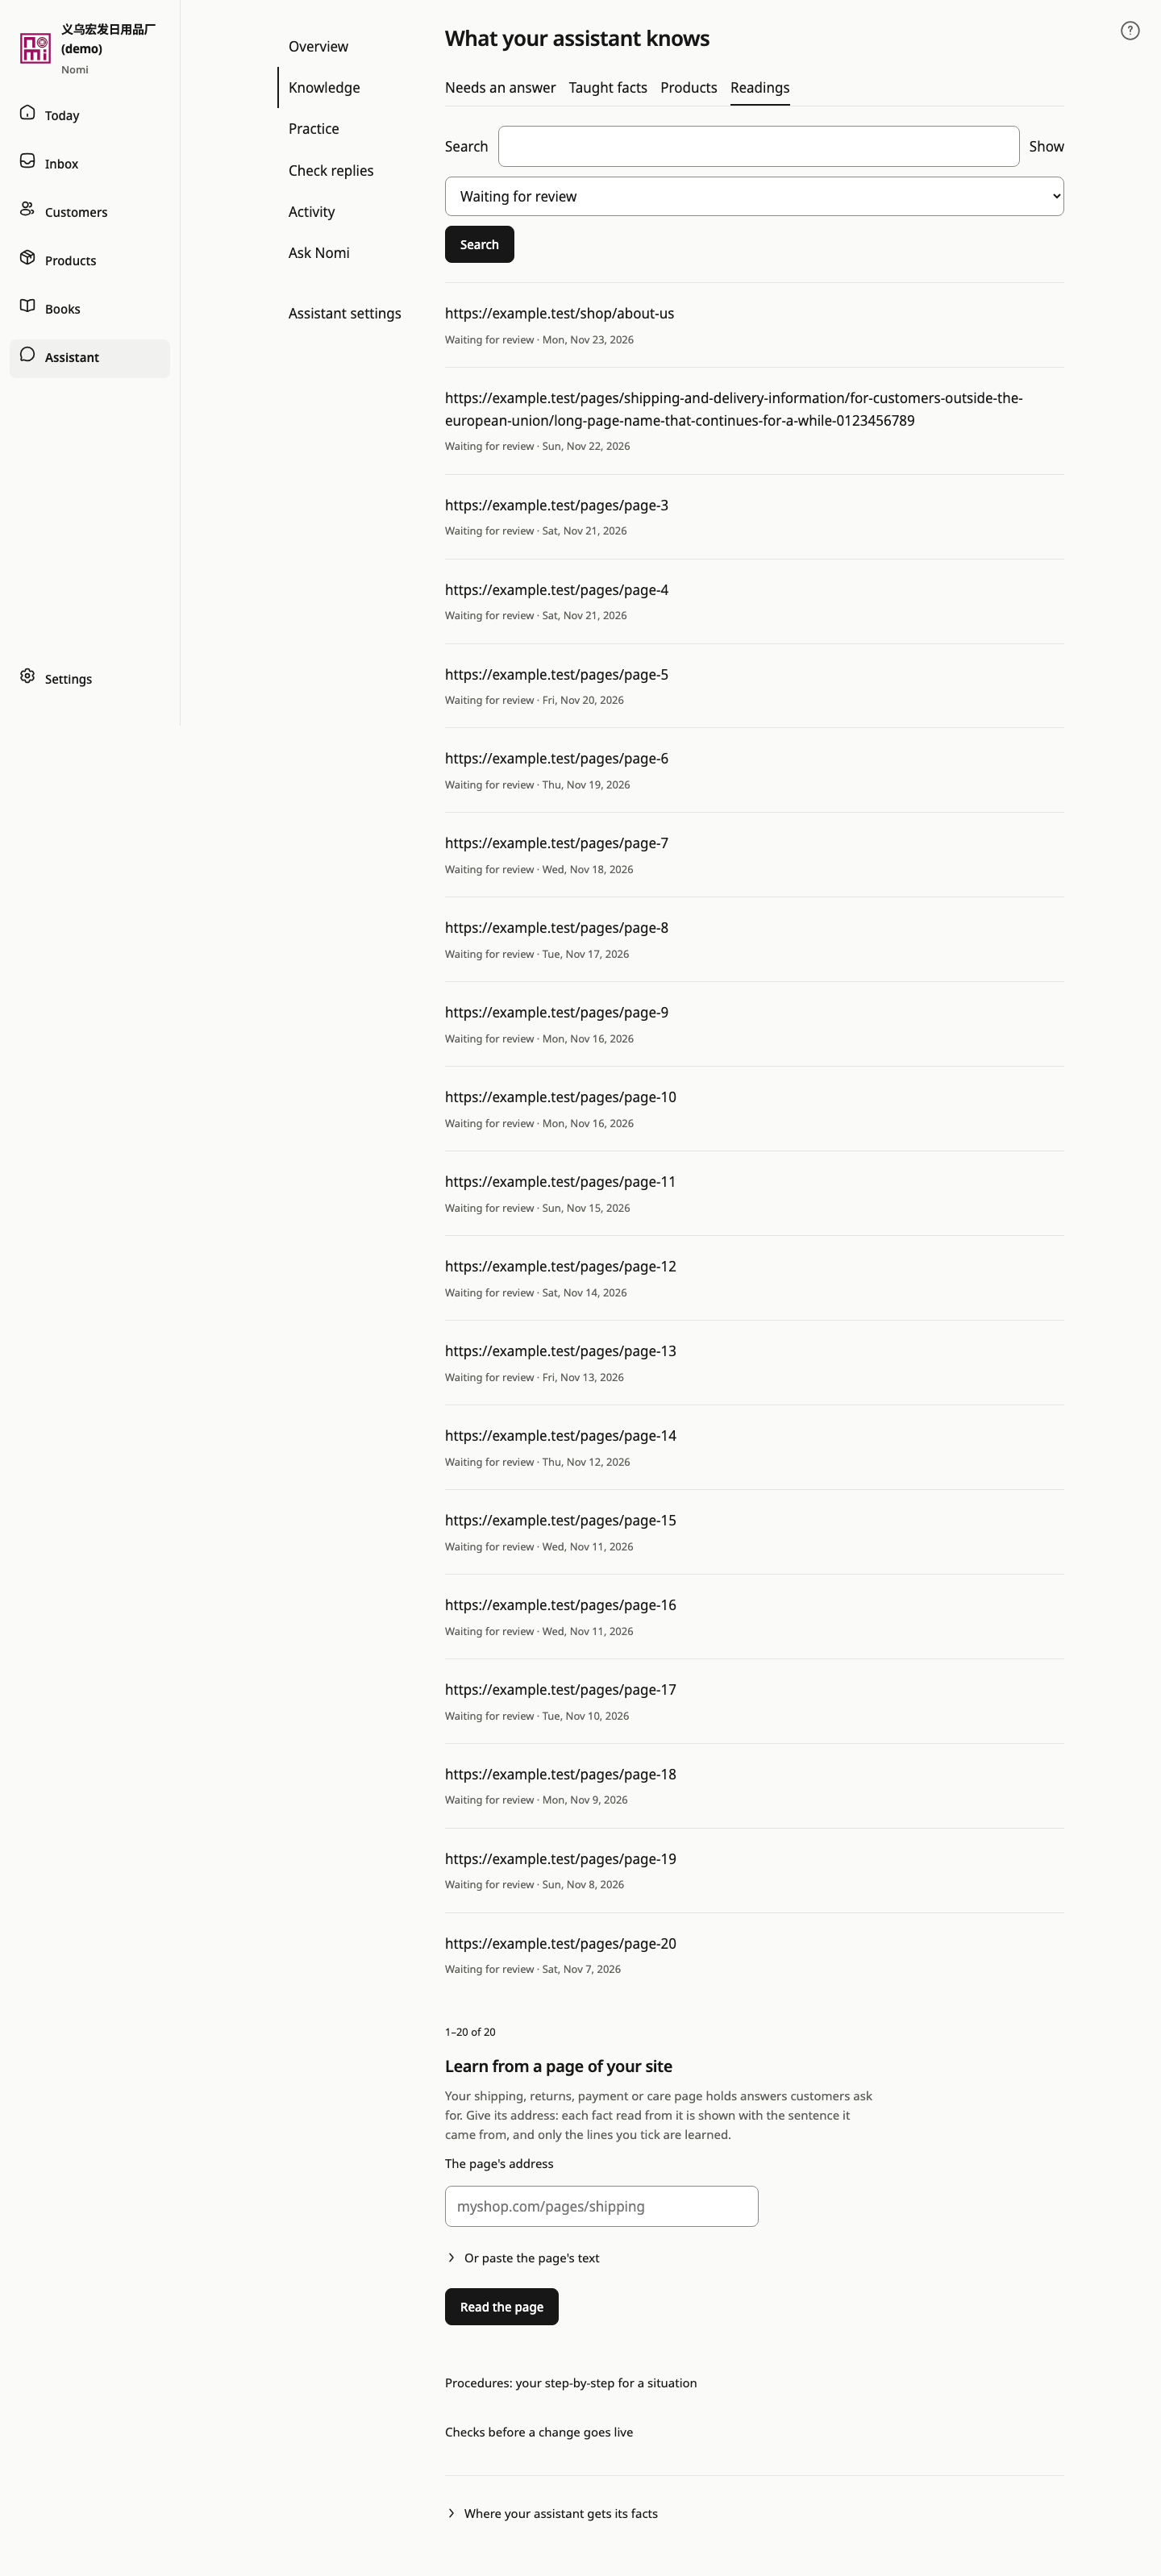 义乌宏发日用品厂
(demo)
Nomi
Today
Inbox
Customers
Products
Books
Assistant
Settings
Overview
Knowledge
Practice
Check replies
Activity
Ask Nomi
Assistant settings
What your assistant knows
Needs an answer Taught facts Products Readings
Search Show
Waiting for review
Search
https://example.test/shop/about-us
Waiting for review · Mon, Nov 23, 2026
https://example.test/pages/shipping-and-delivery-information/for-customers-outside-the-
european-union/long-page-name-that-continues-for-a-while-0123456789
Waiting for review · Sun, Nov 22, 2026
https://example.test/pages/page-3
Waiting for review · Sat, Nov 21, 2026
https://example.test/pages/page-4
Waiting for review · Sat, Nov 21, 2026
https://example.test/pages/page-5
Waiting for review · Fri, Nov 20, 2026
https://example.test/pages/page-6
Waiting for review · Thu, Nov 19, 2026
https://example.test/pages/page-7
Waiting for review · Wed, Nov 18, 2026
https://example.test/pages/page-8
Waiting for review · Tue, Nov 17, 2026
https://example.test/pages/page-9
Waiting for review · Mon, Nov 16, 2026
https://example.test/pages/page-10
Waiting for review · Mon, Nov 16, 2026
https://example.test/pages/page-11
Waiting for review · Sun, Nov 15, 2026
https://example.test/pages/page-12
Waiting for review · Sat, Nov 14, 2026
https://example.test/pages/page-13
Waiting for review · Fri, Nov 13, 2026
https://example.test/pages/page-14
Waiting for review · Thu, Nov 12, 2026
https://example.test/pages/page-15
Waiting for review · Wed, Nov 11, 2026
https://example.test/pages/page-16
Waiting for review · Wed, Nov 11, 2026
https://example.test/pages/page-17
Waiting for review · Tue, Nov 10, 2026
https://example.test/pages/page-18
Waiting for review · Mon, Nov 9, 2026
https://example.test/pages/page-19
Waiting for review · Sun, Nov 8, 2026
https://example.test/pages/page-20
Waiting for review · Sat, Nov 7, 2026
1–20 of 20
Learn from a page of your site
Your shipping, returns, payment or care page holds answers customers ask
for. Give its address: each fact read from it is shown with the sentence it
came from, and only the lines you tick are learned.
The page's address
myshop.com/pages/shipping
Or paste the page's text
Read the page
Procedures: your step-by-step for a situation
Checks before a change goes live
Where your assistant gets its facts